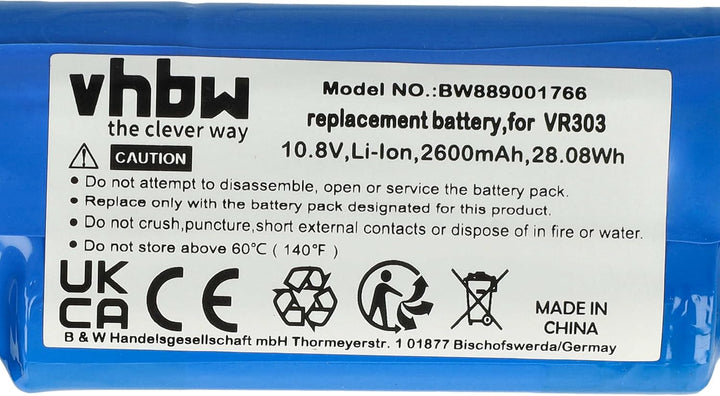 vhbw
the clever way
Model NO.:BW889001766
replacement battery,for VR303
10.8V,Li-Ion,2600mAh,28.08Wh
CAUTION
• Do not attempt to disassemble, open or service the battery pack.
• Replace only with the battery pack designated for this product.
• Do not crush,puncture,short external contacts or dispose of in fire or water.
• Do not store above 60℃ ( 140°F )
UK
CA
CE
MADE IN
CHINA
B & W Handelsgesellschaft mbH Thormeyerstr. 1 01877 Bischofswerda/Germay